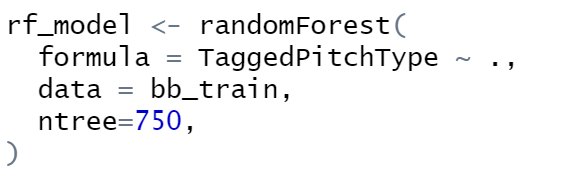 rf_model <- randomForest(
  formula = TaggedPitchType ~ .,
  data = bb_train,
  ntree=750,
)